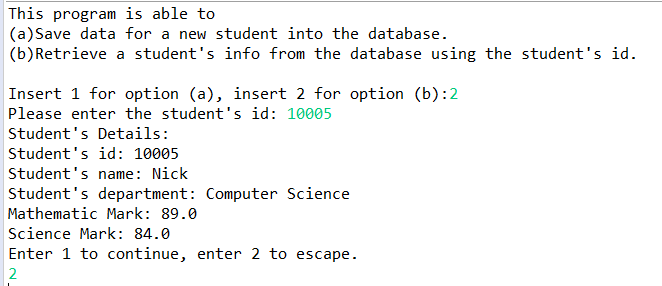 This program is able to
(a)Save data for a new student into the database.
(b)Retrieve a student's info from the database using the student's id.
Insert 1 for option (a), insert 2 for option (b):2
Please enter the student's id: 10005
Student's Details:
Student's id: 10005
Student's name: Nick
Student's department: Computer Science
Mathematic Mark: 89.0
Science Mark: 84.0
Enter 1 to continue, enter 2 to escape.
2